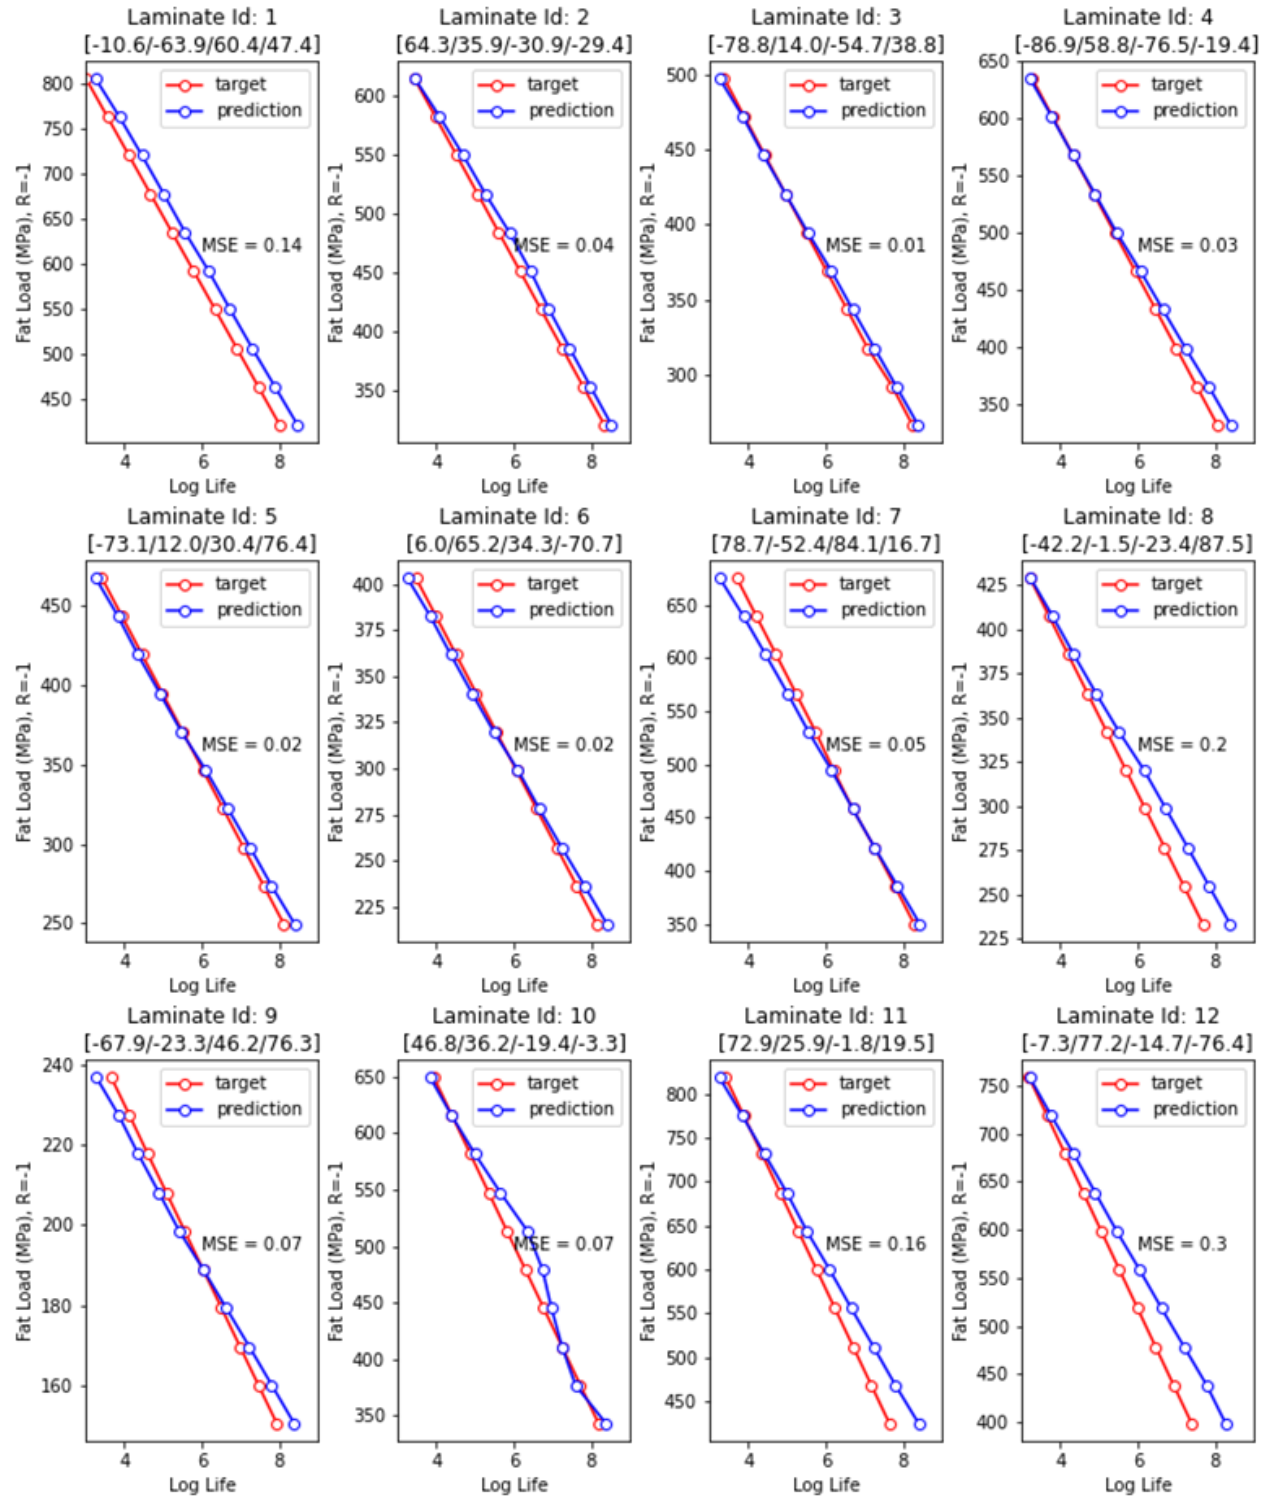 Laminate Id: 1
[-10.6/-63.9/60.4/47.4]
800
750
700
650
600
550
500
450
Fat Load (MPa), R=-1
target
prediction
MSE = 0.14
4 6 8
Log Life
Laminate Id: 2
[64.3/35.9/-30.9/-29.4]
600
550
500
450
400
350
Fat Load (MPa), R=-1
target
prediction
MSE = 0.04
4 6 8
Log Life
Laminate Id: 3
[-78.8/14.0/-54.7/38.8]
500
450
400
350
300
Fat Load (MPa), R=-1
target
prediction
MSE = 0.01
4 6 8
Log Life
Laminate Id: 4
[-86.9/58.8/-76.5/-19.4]
650
600
550
500
450
400
350
Fat Load (MPa), R=-1
target
prediction
MSE = 0.03
4 6 8
Log Life
Laminate Id: 5
[-73.1/12.0/30.4/76.4]
450
400
350
300
250
Fat Load (MPa), R=-1
target
prediction
MSE = 0.02
4 6 8
Log Life
Laminate Id: 6
[6.0/65.2/34.3/-70.7]
400
375
350
325
300
275
250
225
Fat Load (MPa), R=-1
target
prediction
MSE = 0.02
4 6 8
Log Life
Laminate Id: 7
[78.7/-52.4/84.1/16.7]
650
600
550
500
450
400
350
Fat Load (MPa), R=-1
target
prediction
MSE = 0.05
4 6 8
Log Life
Laminate Id: 8
[-42.2/-1.5/-23.4/87.5]
425
400
375
350
325
300
275
250
225
Fat Load (MPa), R=-1
target
prediction
MSE = 0.2
4 6 8
Log Life
Laminate Id: 9
[-67.9/-23.3/46.2/76.3]
240
220
200
180
160
Fat Load (MPa), R=-1
target
prediction
MSE = 0.07
4 6 8
Log Life
Laminate Id: 10
[46.8/36.2/-19.4/-3.3]
650
600
550
500
450
400
350
Fat Load (MPa), R=-1
target
prediction
MSE = 0.07
4 6 8
Log Life
Laminate Id: 11
[72.9/25.9/-1.8/19.5]
800
750
700
650
600
550
500
450
Fat Load (MPa), R=-1
target
prediction
MSE = 0.16
4 6 8
Log Life
Laminate Id: 12
[-7.3/77.2/-14.7/-76.4]
750
700
650
600
550
500
450
400
Fat Load (MPa), R=-1
target
prediction
MSE = 0.3
4 6 8
Log Life